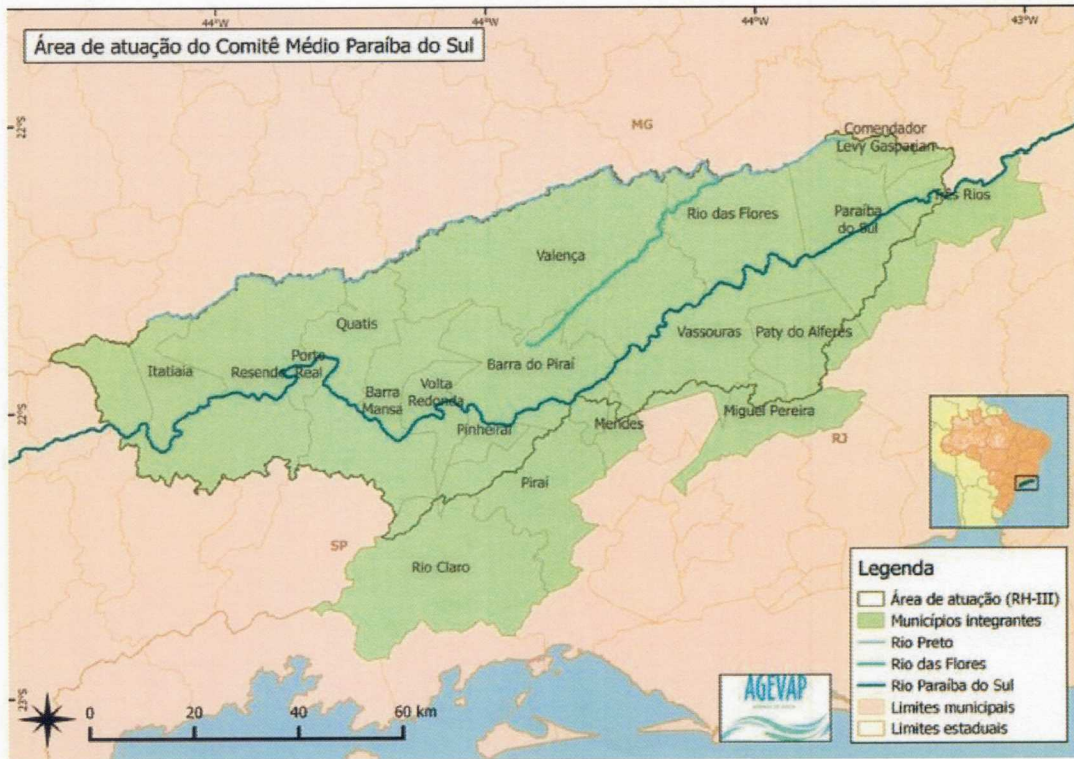 44°W
44°W
43°W
Área de atuação do Comitê Médio Paraíba do Sul
22°S
MG
Comendador
Levy Gasparian
Três Rios
Rio das Flores
Paraíba
do Sul
Valença
Quatis
Vassouras
Paty do Alferes
Itatiaia
Resende
Porto
Real
Barra do Piraí
Barra
Mansa
Volta
Redonda
22°S
Pinheiral
Mendes
Miguel Pereira
RJ
Piraí
SP
Rio Claro
Legenda
Área de atuação (RH-III)
Municípios integrantes
Rio Preto
Rio das Flores
Rio Paraíba do Sul
Limites municipais
Limites estaduais
AGEVAP
23°S
0 20 40 60 km